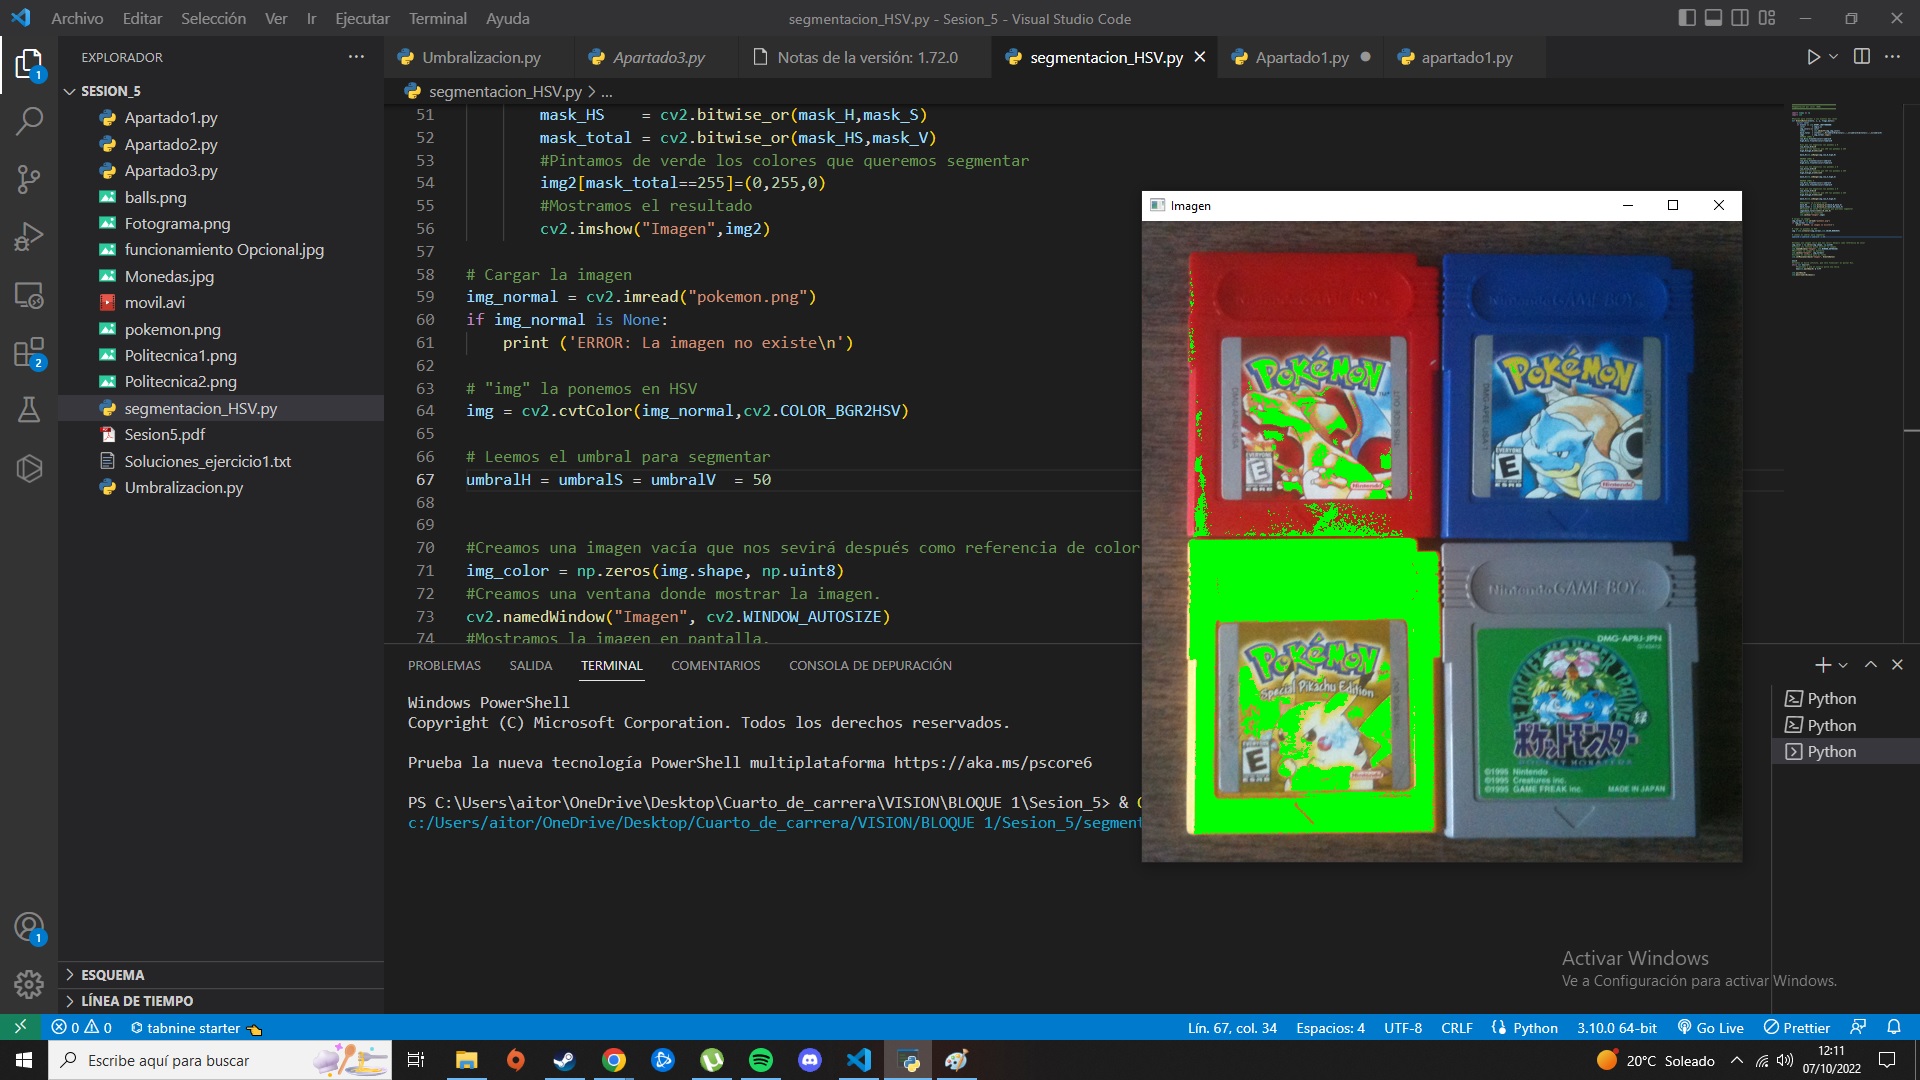 Archivo Editar Selección Ver Ir Ejecutar Terminal Ayuda
segmentacion_HSV.py - Sesion_5 - Visual Studio Code
EXPLORADOR
SESION_5
Apartado1.py
Apartado2.py
Apartado3.py
balls.png
Fotograma.png
funcionamiento Opcional.jpg
Monedas.jpg
movil.avi
pokemon.png
Politecnica1.png
Politecnica2.png
segmentacion_HSV.py
Sesion5.pdf
Soluciones_ejercicio1.txt
Umbralizacion.py
ESQUEMA
LÍNEA DE TIEMPO
1
2
1
Umbralizacion.py
Apartado3.py
Notas de la versión: 1.72.0
segmentacion_HSV.py
Apartado1.py
apartado1.py
segmentacion_HSV.py > ...
51 mask_HS    = cv2.bitwise_or(mask_H,mask_S)
52 mask_total = cv2.bitwise_or(mask_HS,mask_V)
53 #Pintamos de verde los colores que queremos segmentar
54 img2[mask_total==255]=(0,255,0)
55 #Mostramos el resultado
56 cv2.imshow("Imagen",img2)
57
58 # Cargar la imagen
59 img_normal = cv2.imread("pokemon.png")
60 if img_normal is None:
61 print ('ERROR: La imagen no existe\n')
62
63 # "img" la ponemos en HSV
64 img = cv2.cvtColor(img_normal,cv2.COLOR_BGR2HSV)
65
66 # Leemos el umbral para segmentar
67 umbralH = umbralS = umbralV  = 50
68
69
70 #Creamos una imagen vacía que nos sevirá después como referencia de color
71 img_color = np.zeros(img.shape, np.uint8)
72 #Creamos una ventana donde mostrar la imagen.
73 cv2.namedWindow("Imagen", cv2.WINDOW_AUTOSIZE)
74 #Mostramos la imagen en pantalla.
Imagen
Nintendo GAME BOY
Nintendo GAME BOY
POKéMON
POKéMON
EVERYONE
E
ESRB
Nintendo
EVERYONE
E
ESRB
Nintendo
Nintendo GAME BOY
POKéMON
Special Pikachu Edition
E
ESRB
DMG-APBJ-JPN
ポケットモンスター
緑
©1995 Nintendo
©1995 Creatures inc.
©1995 GAME FREAK inc.
MADE IN JAPAN
PROBLEMAS SALIDA TERMINAL COMENTARIOS CONSOLA DE DEPURACIÓN
Windows PowerShell
Copyright (C) Microsoft Corporation. Todos los derechos reservados.
Prueba la nueva tecnología PowerShell multiplataforma https://aka.ms/pscore6
PS C:\Users\aitor\OneDrive\Desktop\Cuarto_de_carrera\VISION\BLOQUE 1\Sesion_5> &
c:/Users/aitor/OneDrive/Desktop/Cuarto_de_carrera/VISION/BLOQUE 1/Sesion_5/segment
Python
Python
Python
Activar Windows
Ve a Configuración para activar Windows.
0 0 tabnine starter
Lín. 67, col. 34 Espacios: 4 UTF-8 CRLF Python 3.10.0 64-bit Go Live Prettier
Escribe aquí para buscar
20°C Soleado
12:11
07/10/2022